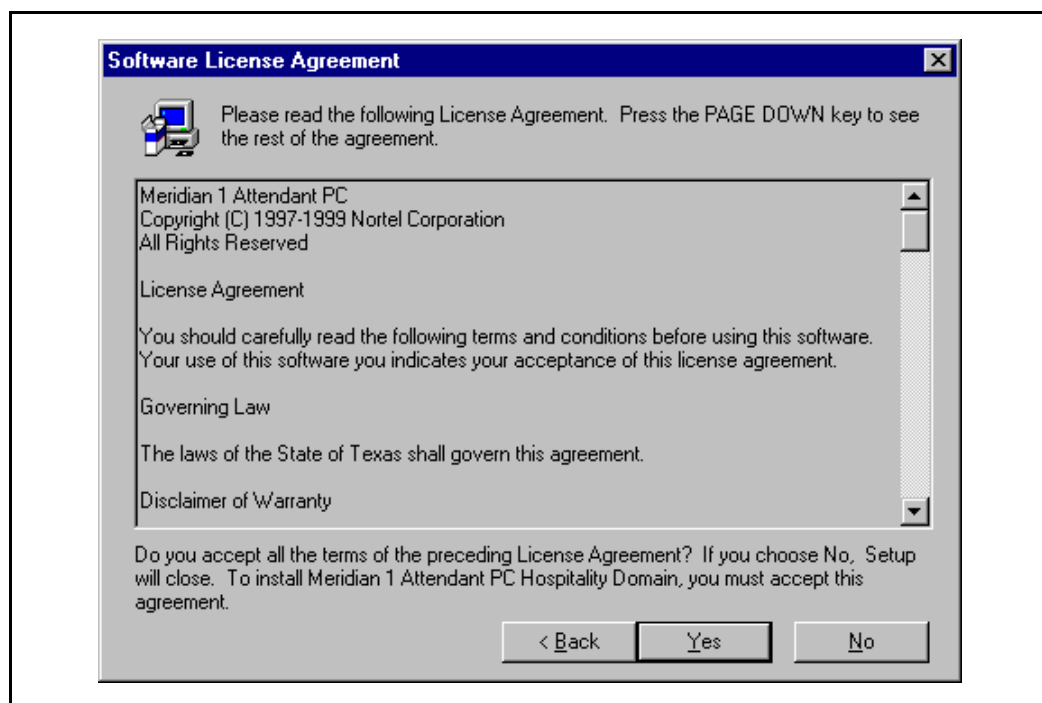 Software License Agreement
Please read the following License Agreement. Press the PAGE DOWN key to see
the rest of the agreement.
Meridian 1 Attendant PC
Copyright (C) 1997-1999 Nortel Corporation
All Rights Reserved
License Agreement
You should carefully read the following terms and conditions before using this software.
Your use of this software you indicates your acceptance of this license agreement.
Governing Law
The laws of the State of Texas shall govern this agreement.
Disclaimer of Warranty
Do you accept all the terms of the preceding License Agreement? If you choose No, Setup
will close. To install Meridian 1 Attendant PC Hospitality Domain, you must accept this
agreement.
< Back Yes No